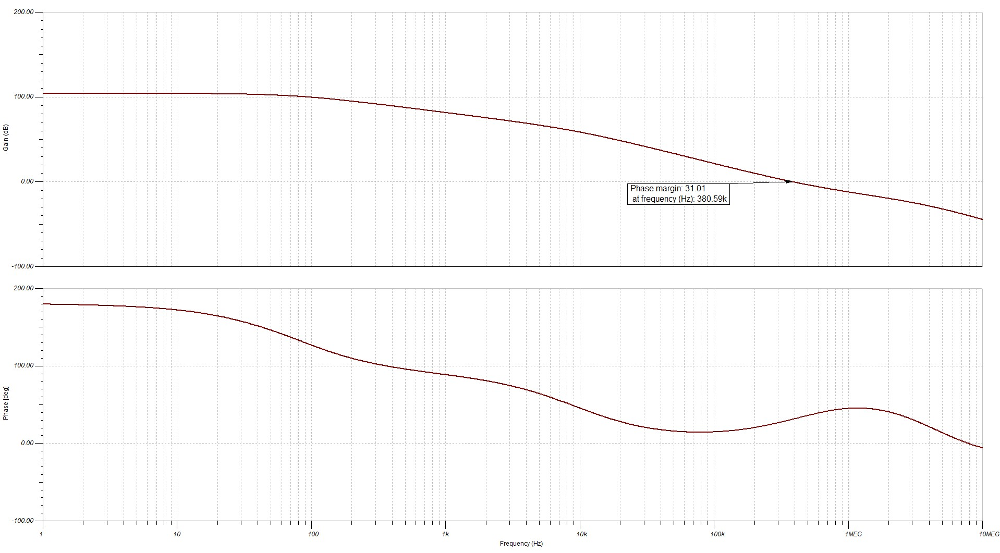 200.00
100.00
Gain (dB)
0.00
Phase margin: 31.01
at frequency (Hz): 380.59k
-100.00
200.00
100.00
Phase [deg]
0.00
-100.00
1 10 100 1k 10k 100k 1MEG 10MEG
Frequency (Hz)